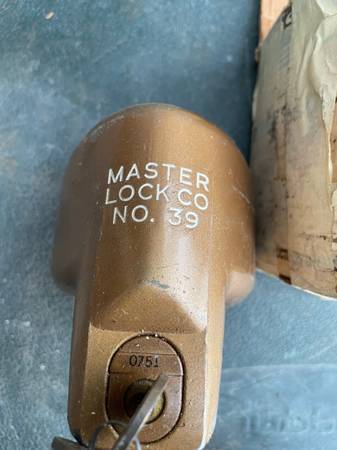 MASTER
LOCK CO
NO. 39
0751